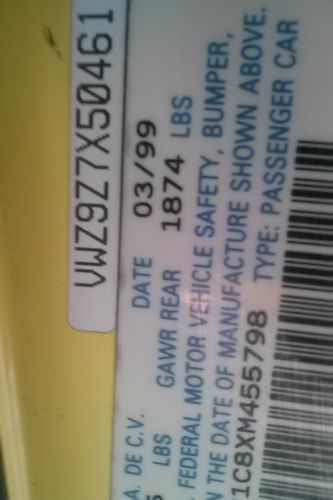 VWZ9Z7X50461
A. DE C.V. DATE 03/99
LBS GAWR REAR 1874 LBS
FEDERAL MOTOR VEHICLE SAFETY, BUMPER,
THE DATE OF MANUFACTURE SHOWN ABOVE.
1C8XM455798 TYPE: PASSENGER CAR